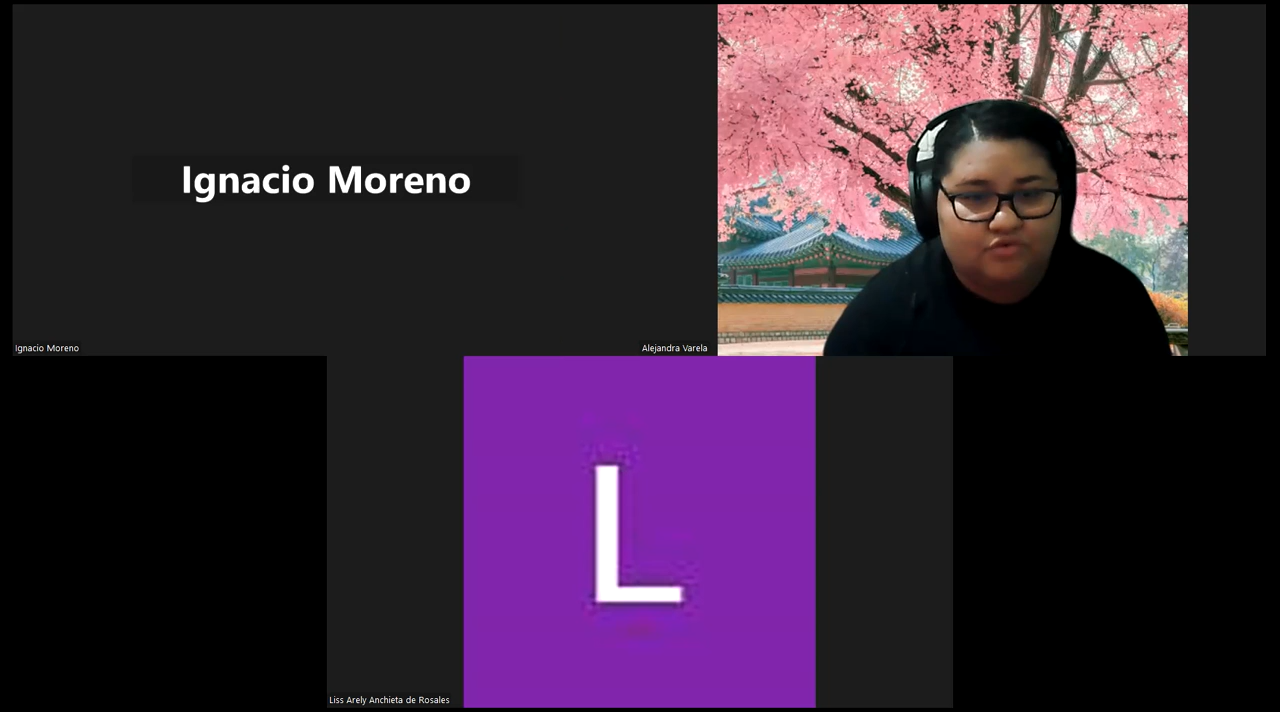 Ignacio Moreno
Ignacio Moreno
Alejandra Varela
L
Liss Arely Anchieta de Rosales